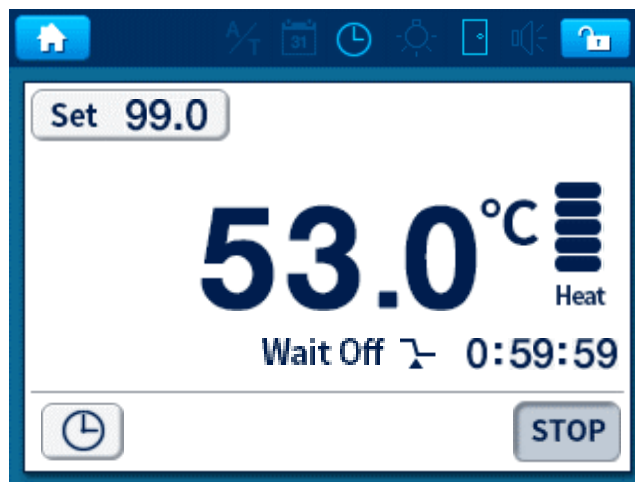 A/T 31
Set 99.0
53.0°C
Heat
Wait Off 0:59:59
STOP